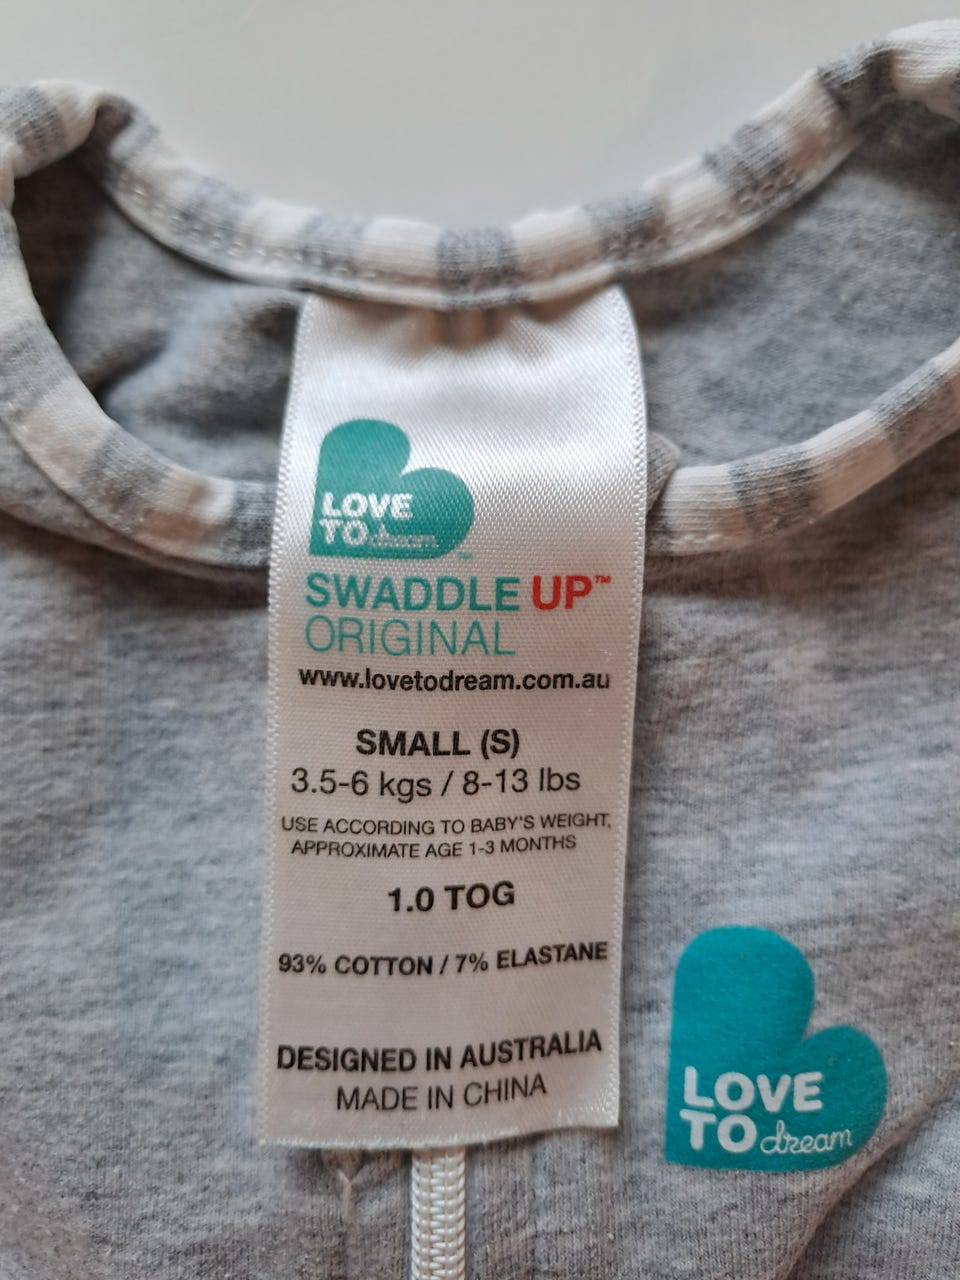 LOVE
TO dream™
SWADDLE UP™
ORIGINAL
www.lovetodream.com.au
SMALL (S)
3.5-6 kgs / 8-13 lbs
USE ACCORDING TO BABY'S WEIGHT,
APPROXIMATE AGE 1-3 MONTHS
1.0 TOG
93% COTTON / 7% ELASTANE
DESIGNED IN AUSTRALIA
MADE IN CHINA
LOVE
TO dream